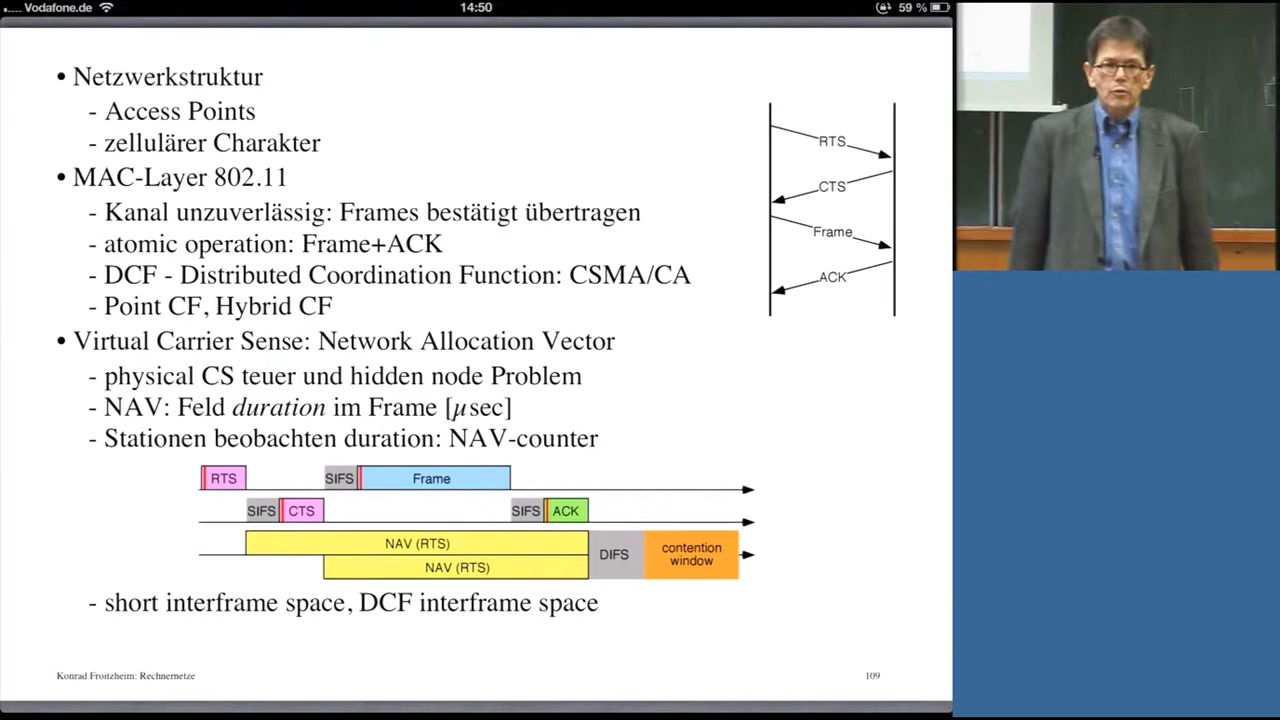 Vodafone.de 14:50 59 %
• Netzwerkstruktur
- Access Points
- zellulärer Charakter
• MAC-Layer 802.11
- Kanal unzuverlässig: Frames bestätigt übertragen
- atomic operation: Frame+ACK
- DCF - Distributed Coordination Function: CSMA/CA
- Point CF, Hybrid CF
RTS
CTS
Frame
ACK
• Virtual Carrier Sense: Network Allocation Vector
- physical CS teuer und hidden node Problem
- NAV: Feld duration im Frame [µsec]
- Stationen beobachten duration: NAV-counter
RTS SIFS Frame
SIFS CTS SIFS ACK
NAV (RTS)
NAV (RTS)
DIFS
contention
window
- short interframe space, DCF interframe space
Konrad Froitzheim: Rechnernetze 109